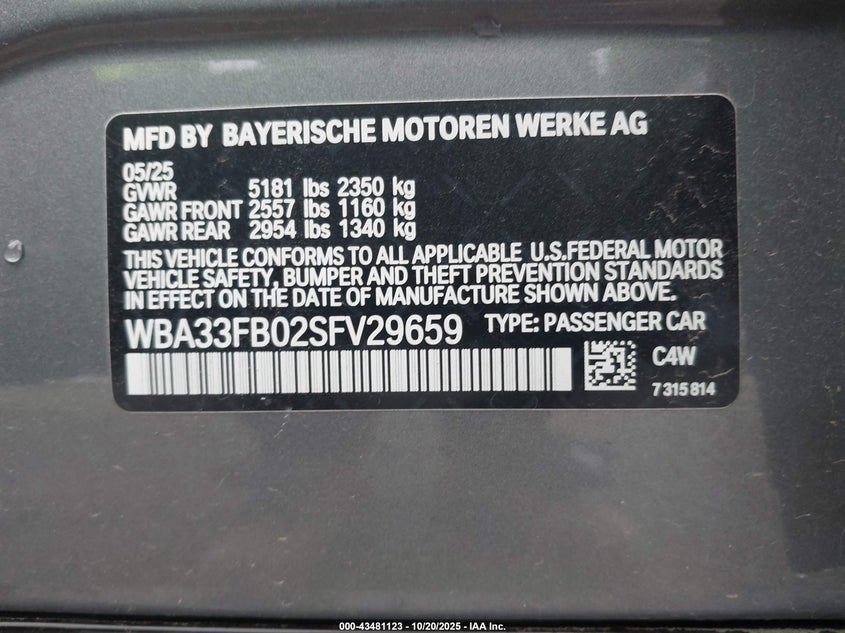 MFD BY BAYERISCHE MOTOREN WERKE AG
05/25
GVWR 5181 lbs 2350 kg
GAWR FRONT 2557 lbs 1160 kg
GAWR REAR 2954 lbs 1340 kg
THIS VEHICLE CONFORMS TO ALL APPLICABLE U.S.FEDERAL MOTOR
VEHICLE SAFETY, BUMPER AND THEFT PREVENTION STANDARDS
IN EFFECT ON THE DATE OF MANUFACTURE SHOWN ABOVE.
WBA33FB02SFV29659 TYPE: PASSENGER CAR
C4W
7315814
000-43481123 - 10/20/2025 - IAA Inc.